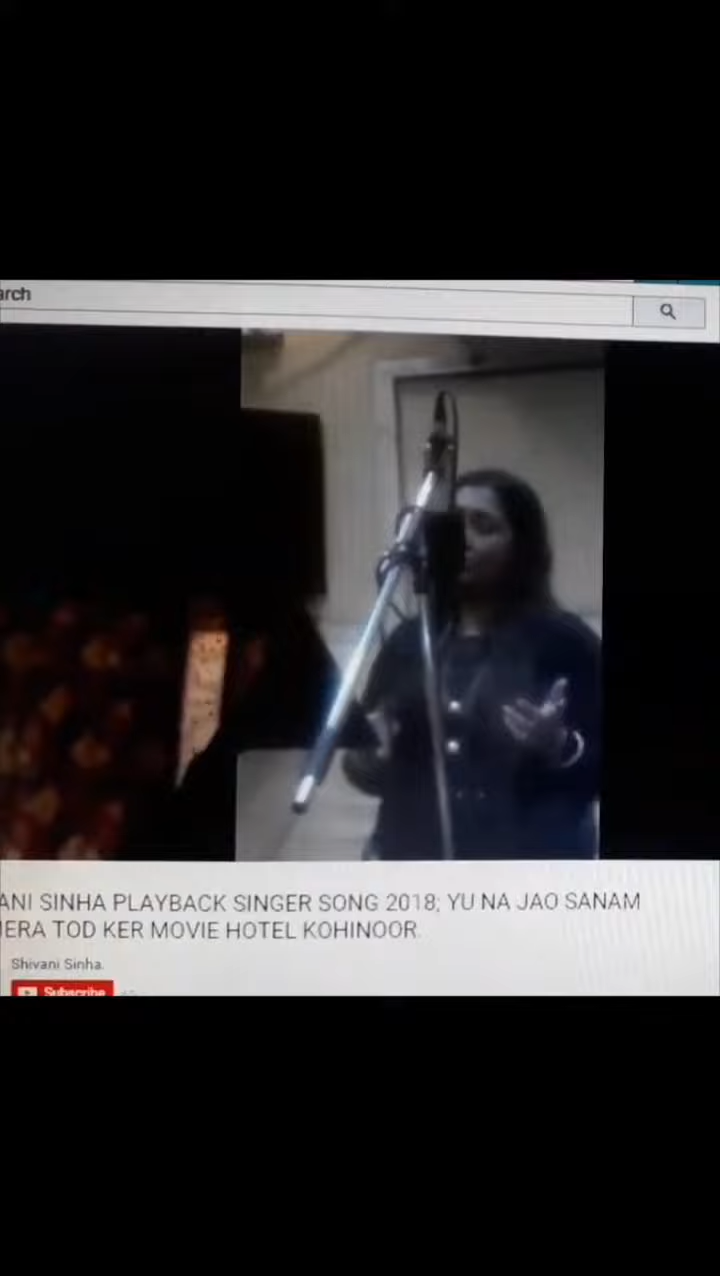 arch
ANI SINHA PLAYBACK SINGER SONG 2018; YU NA JAO SANAM
ERA TOD KER MOVIE HOTEL KOHINOOR.
Shivani Sinha.
Subscribe